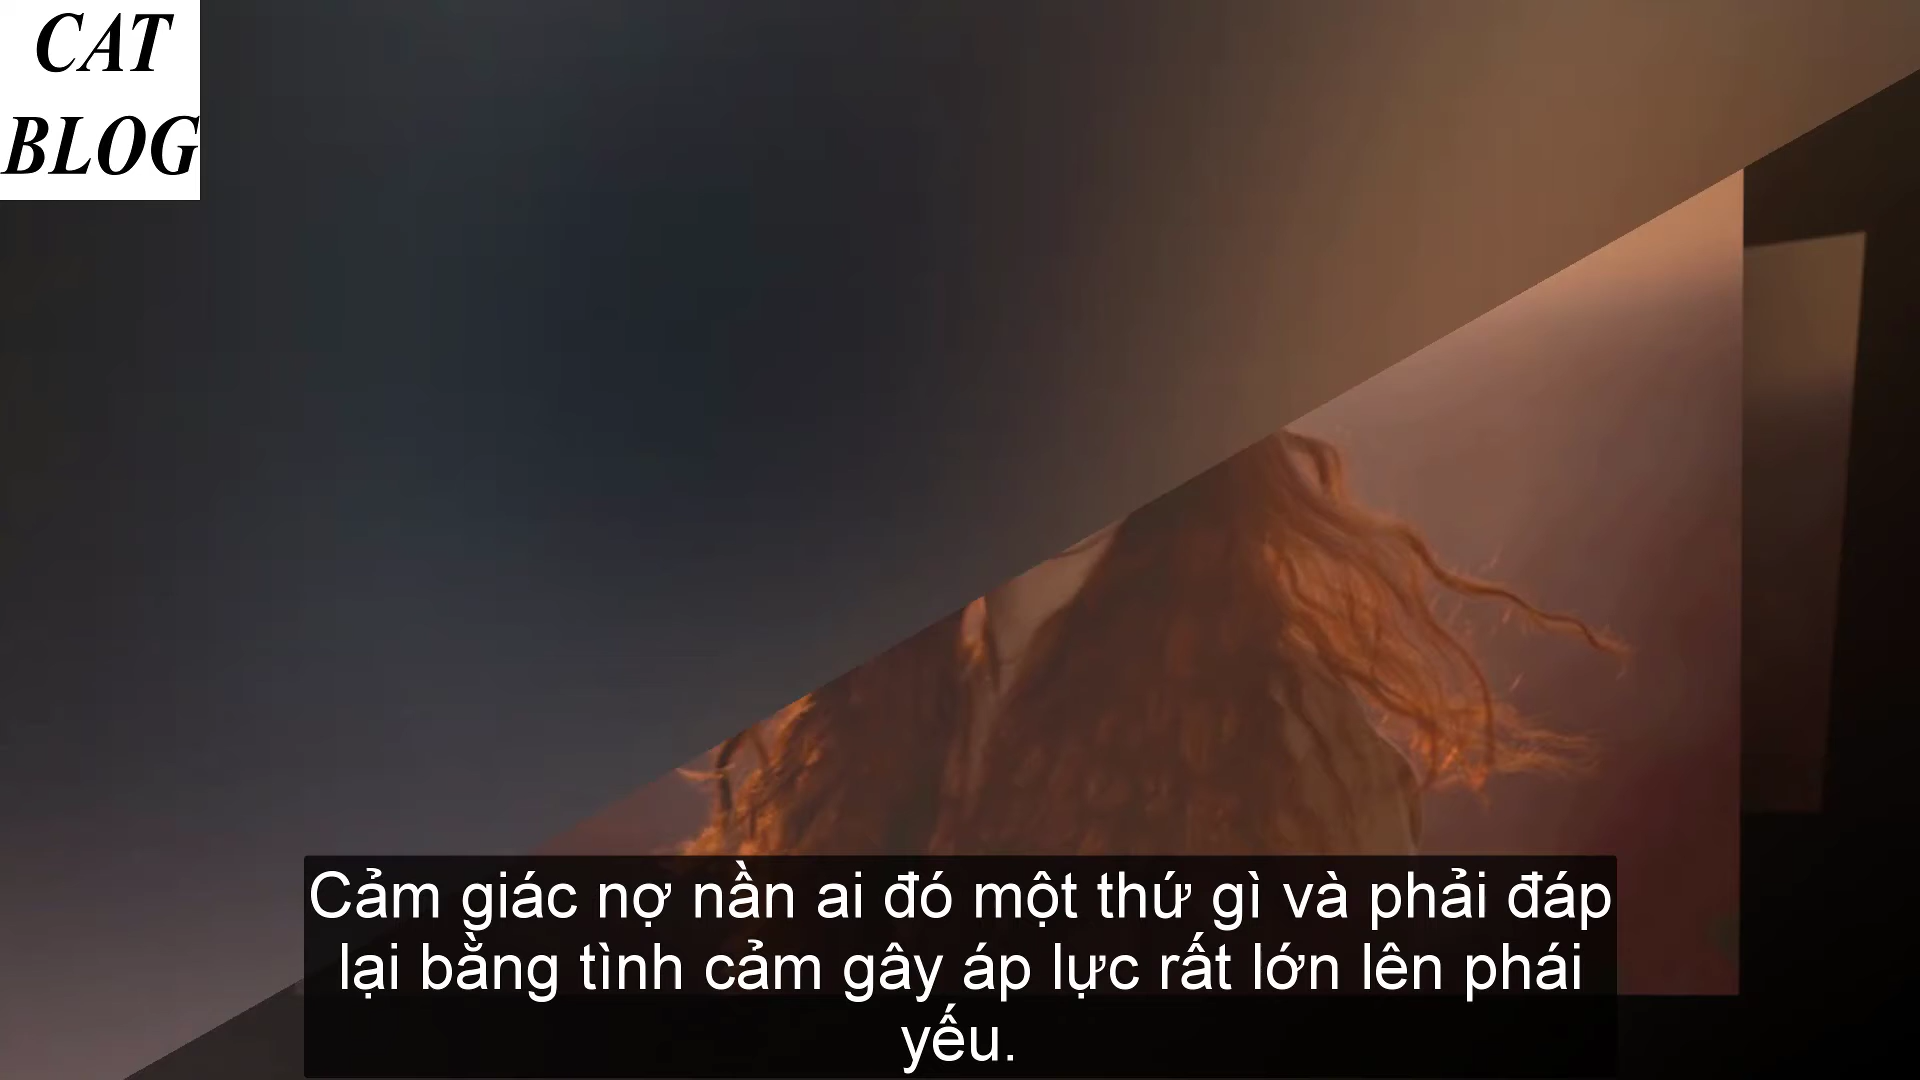 CAT
BLOG
Cảm giác nợ nần ai đó một thứ gì và phải đáp
lại bằng tình cảm gây áp lực rất lớn lên phái
yếu.